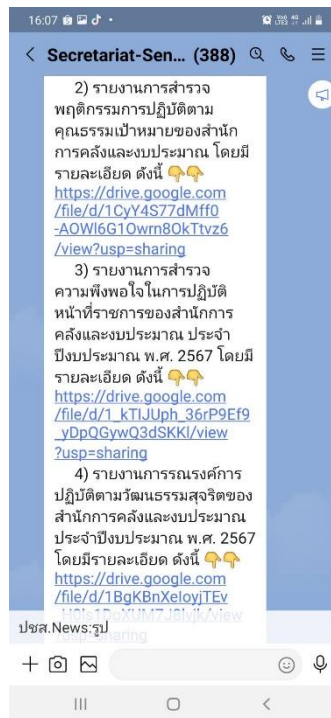 16:07
Secretariat-Sen... (388)
2) รายงานการสำรวจ
พฤติกรรมการปฏิบัติตาม
คุณธรรมเป้าหมายของสำนัก
การคลังและงบประมาณ โดยมี
รายละเอียด ดังนี้ 👇👇
https://drive.google.com
/file/d/1CyY4S77dMff0
-AOWl6G1Owrn8OkTtvz6
/view?usp=sharing
3) รายงานการสำรวจ
ความพึงพอใจในการปฏิบัติ
หน้าที่ราชการของสำนักการ
คลังและงบประมาณ ประจำ
ปีงบประมาณ พ.ศ. 2567 โดยมี
รายละเอียด ดังนี้ 👇👇
https://drive.google.com
/file/d/1_kTIJUph_36rP9Ef9
_yDpQGywQ3dSKKl/view
?usp=sharing
4) รายงานการรณรงค์การ
ปฏิบัติตามวัฒนธรรมสุจริตของ
สำนักการคลังและงบประมาณ
ประจำปีงบประมาณ พ.ศ. 2567
โดยมีรายละเอียด ดังนี้ 👇👇
https://drive.google.com
/file/d/1BgKBnXeloyjTEv
ปชส.News:รูป